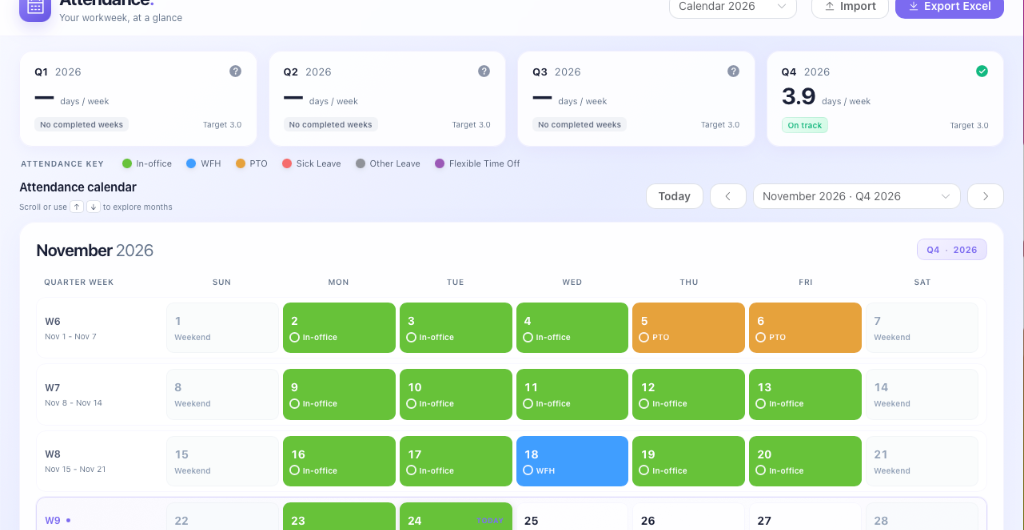 Attendance.
Your workweek, at a glance
Calendar 2026
Import
Export Excel
Q1 2026
?
— days / week
No completed weeks
Target 3.0
Q2 2026
?
— days / week
No completed weeks
Target 3.0
Q3 2026
?
— days / week
No completed weeks
Target 3.0
Q4 2026
3.9 days / week
On track
Target 3.0
ATTENDANCE KEY In-office WFH PTO Sick Leave Other Leave Flexible Time Off
Attendance calendar
Scroll or use ↑ ↓ to explore months
Today
November 2026 · Q4 2026
November 2026
Q4 · 2026
QUARTER WEEK SUN MON TUE WED THU FRI SAT
W6 1 2 3 4 5 6 7
Nov 1 - Nov 7 Weekend In-office In-office In-office PTO PTO Weekend
W7 8 9 10 11 12 13 14
Nov 8 - Nov 14 Weekend In-office In-office In-office In-office In-office Weekend
W8 15 16 17 18 19 20 21
Nov 15 - Nov 21 Weekend In-office In-office WFH In-office In-office Weekend
W9 • 22 23 24 TODAY 25 26 27 28